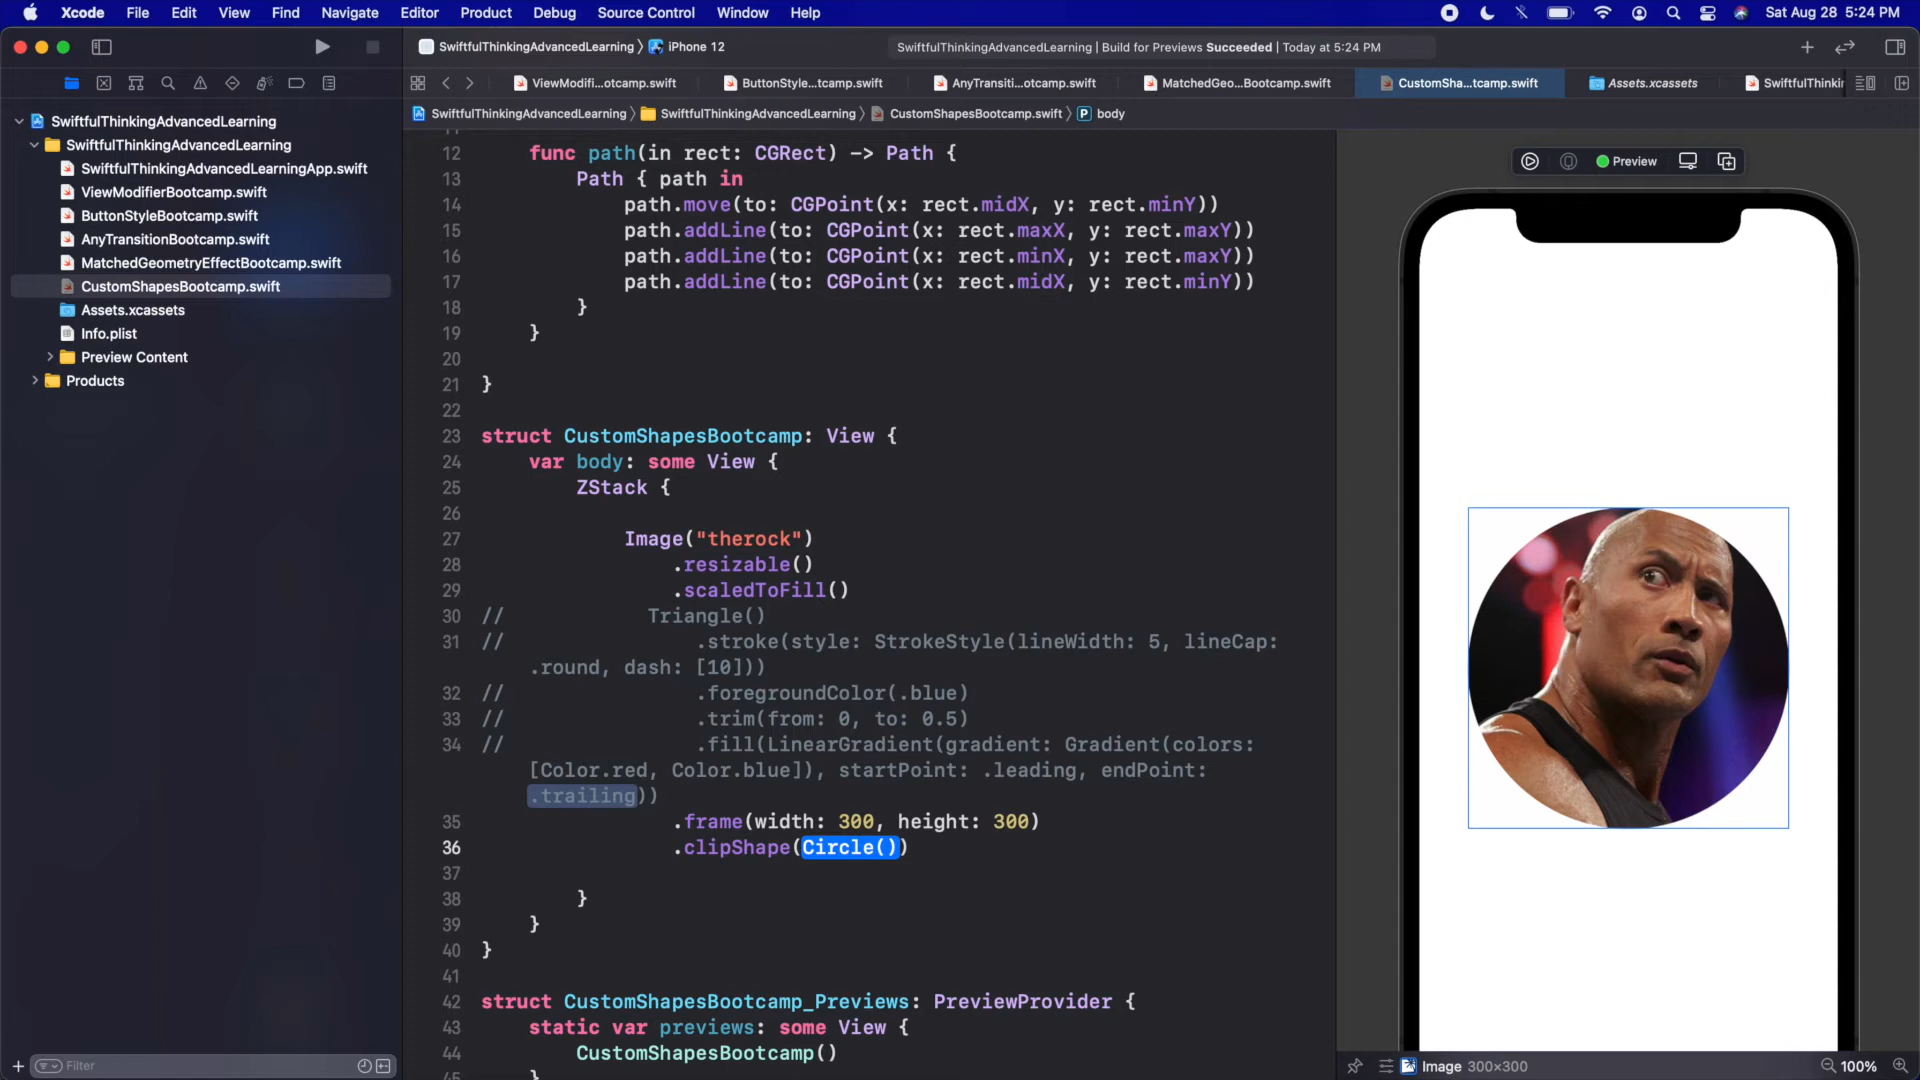 Xcode File Edit View Find Navigate Editor Product Debug Source Control Window Help Sat Aug 28 5:24 PM
SwiftfulThinkingAdvancedLearning iPhone 12 SwiftfulThinkingAdvancedLearning | Build for Previews Succeeded | Today at 5:24 PM
ViewModifi...otcamp.swift ButtonStyle...tcamp.swift AnyTransiti...otcamp.swift MatchedGeo...Bootcamp.swift CustomSha...tcamp.swift Assets.xcassets SwiftfulThinkin
SwiftfulThinkingAdvancedLearning SwiftfulThinkingAdvancedLearning CustomShapesBootcamp.swift P body
SwiftfulThinkingAdvancedLearning
SwiftfulThinkingAdvancedLearning
SwiftfulThinkingAdvancedLearningApp.swift
ViewModifierBootcamp.swift
ButtonStyleBootcamp.swift
AnyTransitionBootcamp.swift
MatchedGeometryEffectBootcamp.swift
CustomShapesBootcamp.swift
Assets.xcassets
Info.plist
Preview Content
Products
Filter
12 func path(in rect: CGRect) -> Path {
13 Path { path in
14 path.move(to: CGPoint(x: rect.midX, y: rect.minY))
15 path.addLine(to: CGPoint(x: rect.maxX, y: rect.maxY))
16 path.addLine(to: CGPoint(x: rect.minX, y: rect.maxY))
17 path.addLine(to: CGPoint(x: rect.midX, y: rect.minY))
18 }
19 }
20
21 }
22
23 struct CustomShapesBootcamp: View {
24 var body: some View {
25 ZStack {
26
27 Image("therock")
28 .resizable()
29 .scaledToFill()
30 // Triangle()
31 // .stroke(style: StrokeStyle(lineWidth: 5, lineCap:
.round, dash: [10]))
32 // .foregroundColor(.blue)
33 // .trim(from: 0, to: 0.5)
34 // .fill(LinearGradient(gradient: Gradient(colors:
[Color.red, Color.blue]), startPoint: .leading, endPoint:
.trailing))
35 .frame(width: 300, height: 300)
36 .clipShape(Circle())
37
38 }
39 }
40 }
41
42 struct CustomShapesBootcamp_Previews: PreviewProvider {
43 static var previews: some View {
44 CustomShapesBootcamp()
}
Preview
Image 300×300 100%